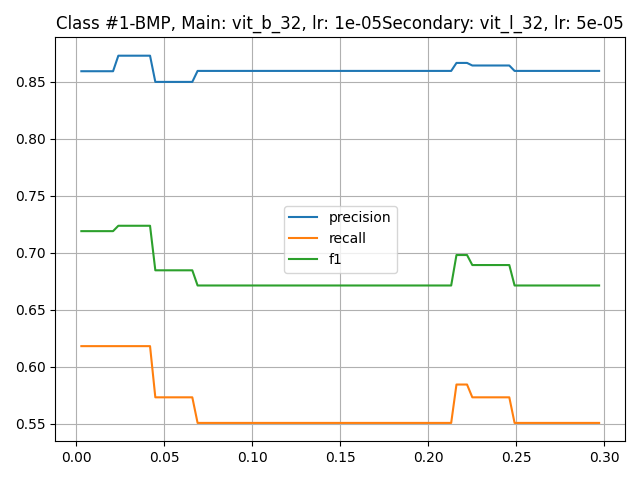 Class #1-BMP, Main: vit_b_32, lr: 1e-05Secondary: vit_l_32, lr: 5e-05
0.85
0.80
0.75
0.70
0.65
0.60
0.55
precision
recall
f1
0.00 0.05 0.10 0.15 0.20 0.25 0.30